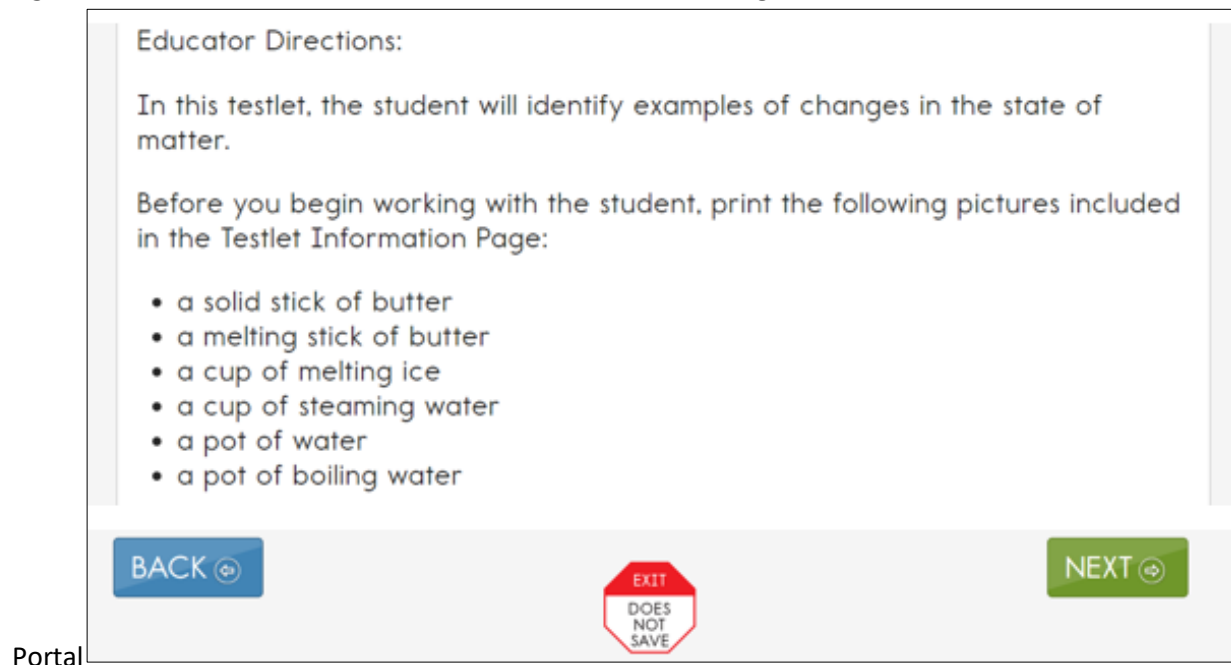 Educator Directions:
In this testlet, the student will identify examples of changes in the state of
matter.
Before you begin working with the student, print the following pictures included
in the Testlet Information Page:
• a solid stick of butter
• a melting stick of butter
• a cup of melting ice
• a cup of steaming water
• a pot of water
• a pot of boiling water
BACK
EXIT
DOES
NOT
SAVE
NEXT
Portal